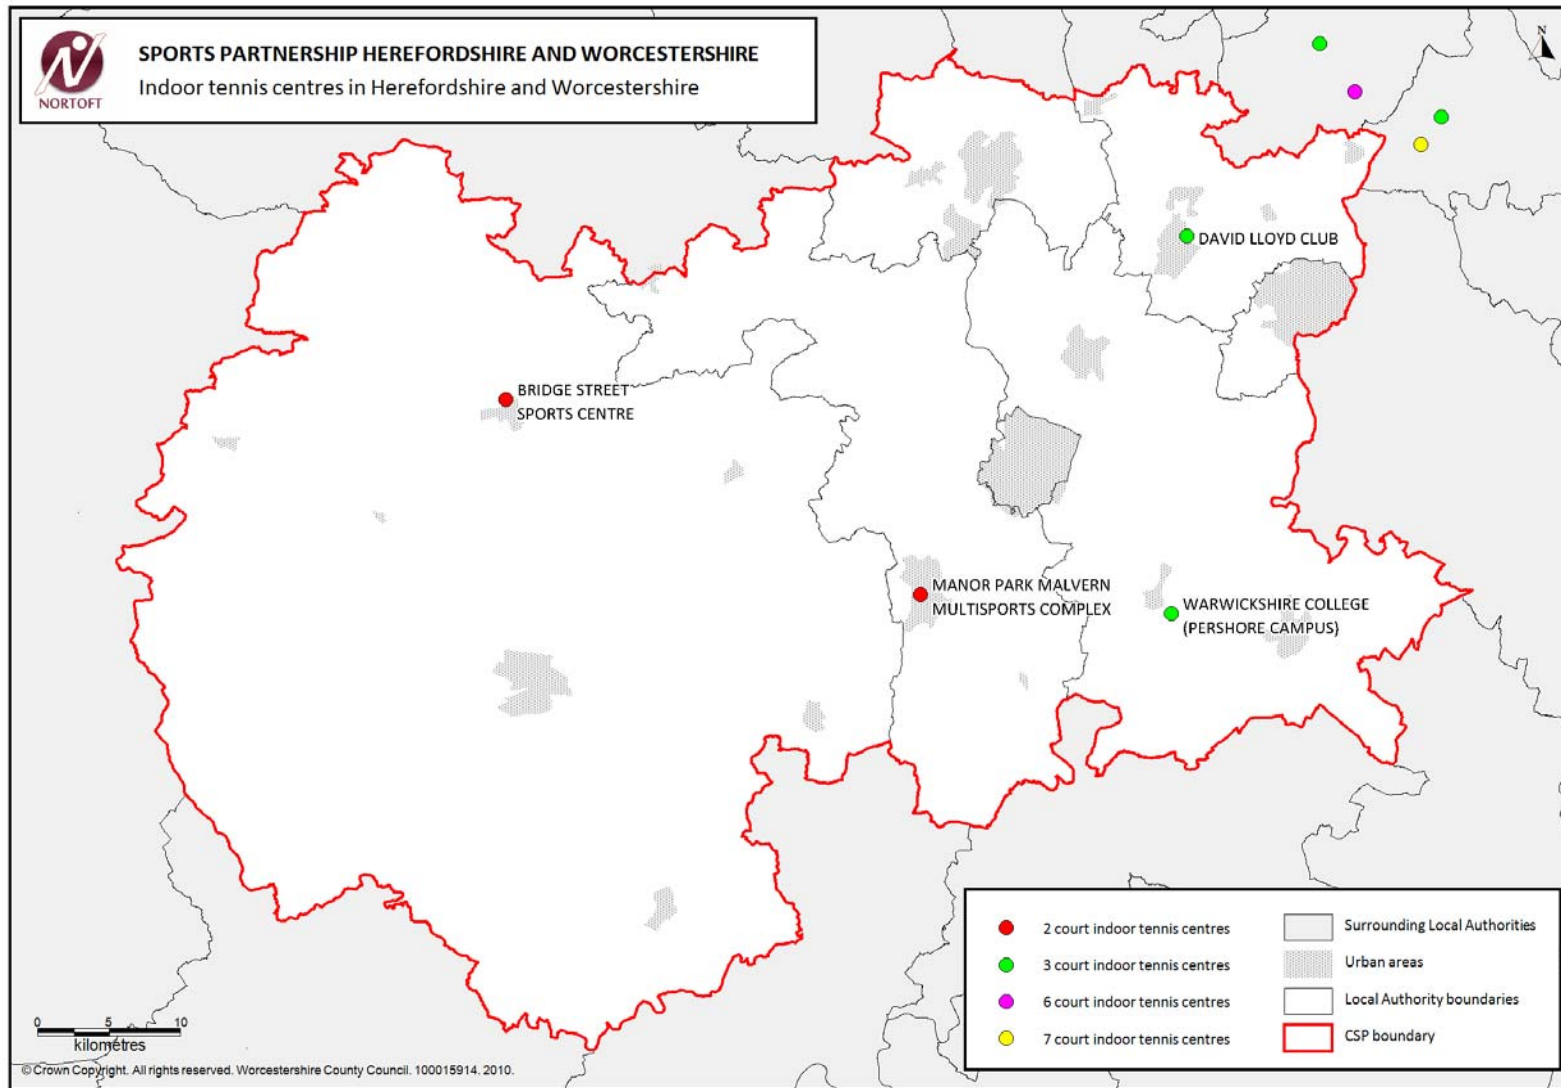 SPORTS PARTNERSHIP HEREFORDSHIRE AND WORCESTERSHIRE
Indoor tennis centres in Herefordshire and Worcestershire
NORTOFT
N
DAVID LLOYD CLUB
BRIDGE STREET
SPORTS CENTRE
MANOR PARK MALVERN
MULTISPORTS COMPLEX
WARWICKSHIRE COLLEGE
(PERSHORE CAMPUS)
2 court indoor tennis centres
3 court indoor tennis centres
6 court indoor tennis centres
7 court indoor tennis centres
Surrounding Local Authorities
Urban areas
Local Authority boundaries
CSP boundary
0 5 10
kilometres
© Crown Copyright. All rights reserved. Worcestershire County Council. 100015914. 2010.